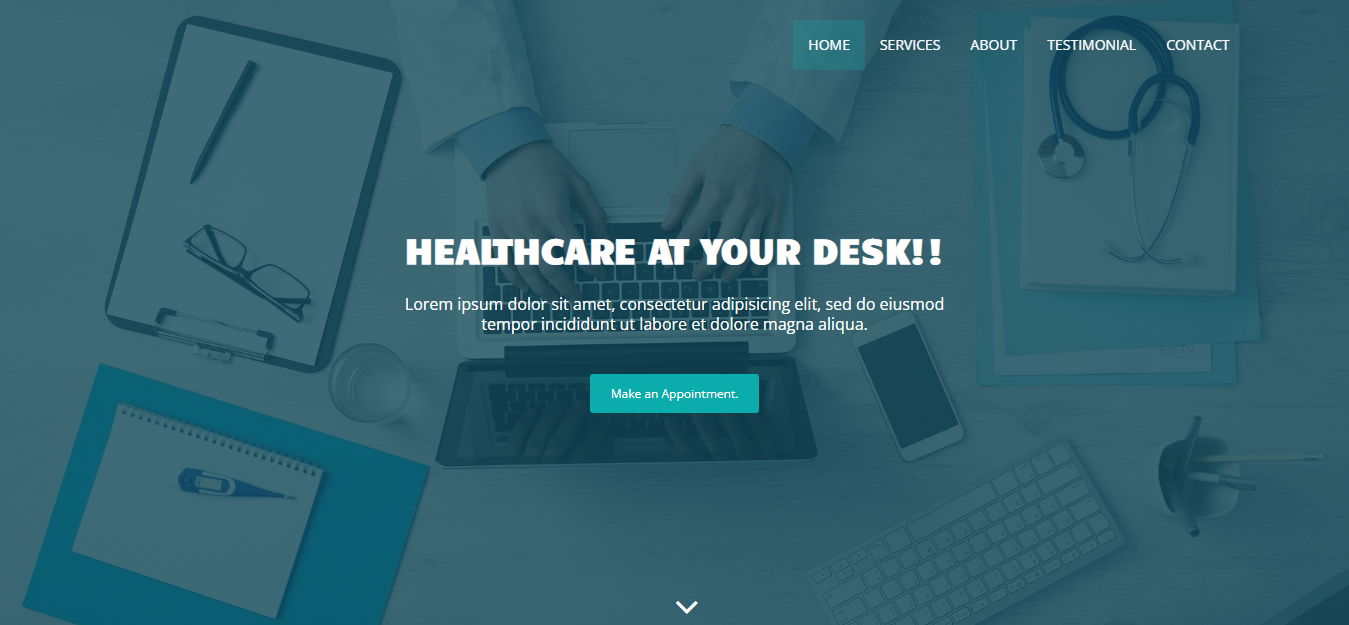 HOME SERVICES ABOUT TESTIMONIAL CONTACT
HEALTHCARE AT YOUR DESK!!
Lorem ipsum dolor sit amet, consectetur adipisicing elit, sed do eiusmod
tempor incididunt ut labore et dolore magna aliqua.
Make an Appointment.